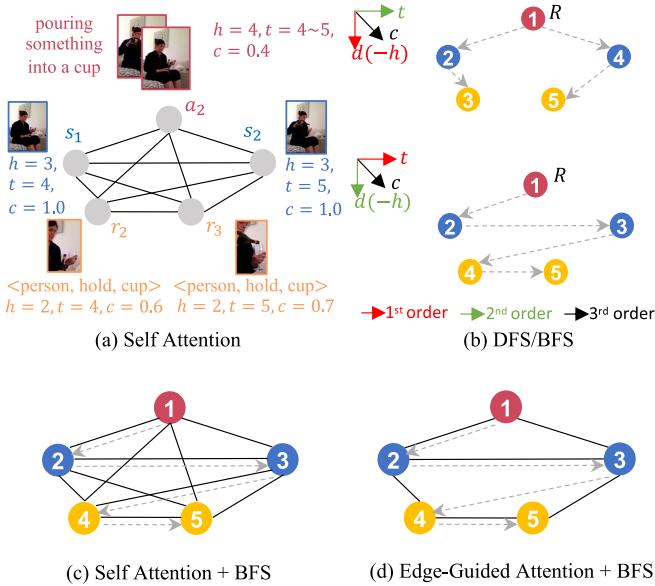 pouring
something
into a cup
h = 4, t = 4~5,
c = 0.4
a₂
s₁
s₂
h = 3,
t = 4,
c = 1.0
h = 3,
t = 5,
c = 1.0
r₂
r₃
<person, hold, cup>
h = 2, t = 4, c = 0.6
<person, hold, cup>
h = 2, t = 5, c = 0.7
(a) Self Attention
t
c
d(−h)
1
R
2
4
3
5
t
c
d(−h)
1
R
2
3
4
5
1st order
2nd order
3rd order
(b) DFS/BFS
1
2
3
4
5
(c) Self Attention + BFS
1
2
3
4
5
(d) Edge-Guided Attention + BFS